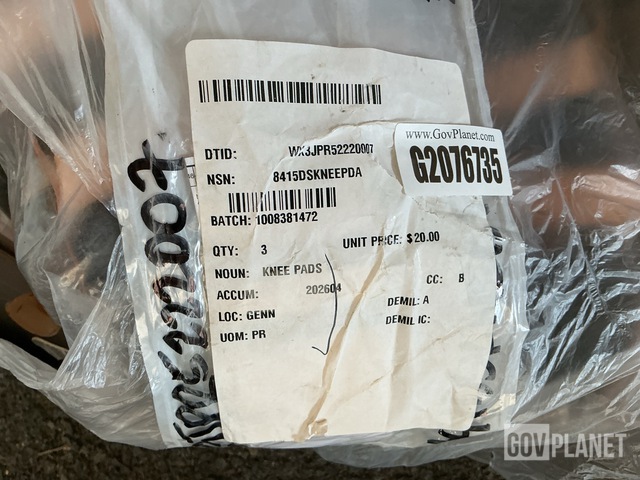 DTID: WX3JPR52220007
www.GovPlanet.com
G2076735
NSN: 8415DSKNEEPDA
BATCH: 1008381472
QTY: 3 UNIT PRICE: $20.00
NOUN: KNEE PADS
ACCUM: 202604 CC: B
LOC: GENN DEMIL: A
UOM: PR DEMIL IC:
GOVPLANET